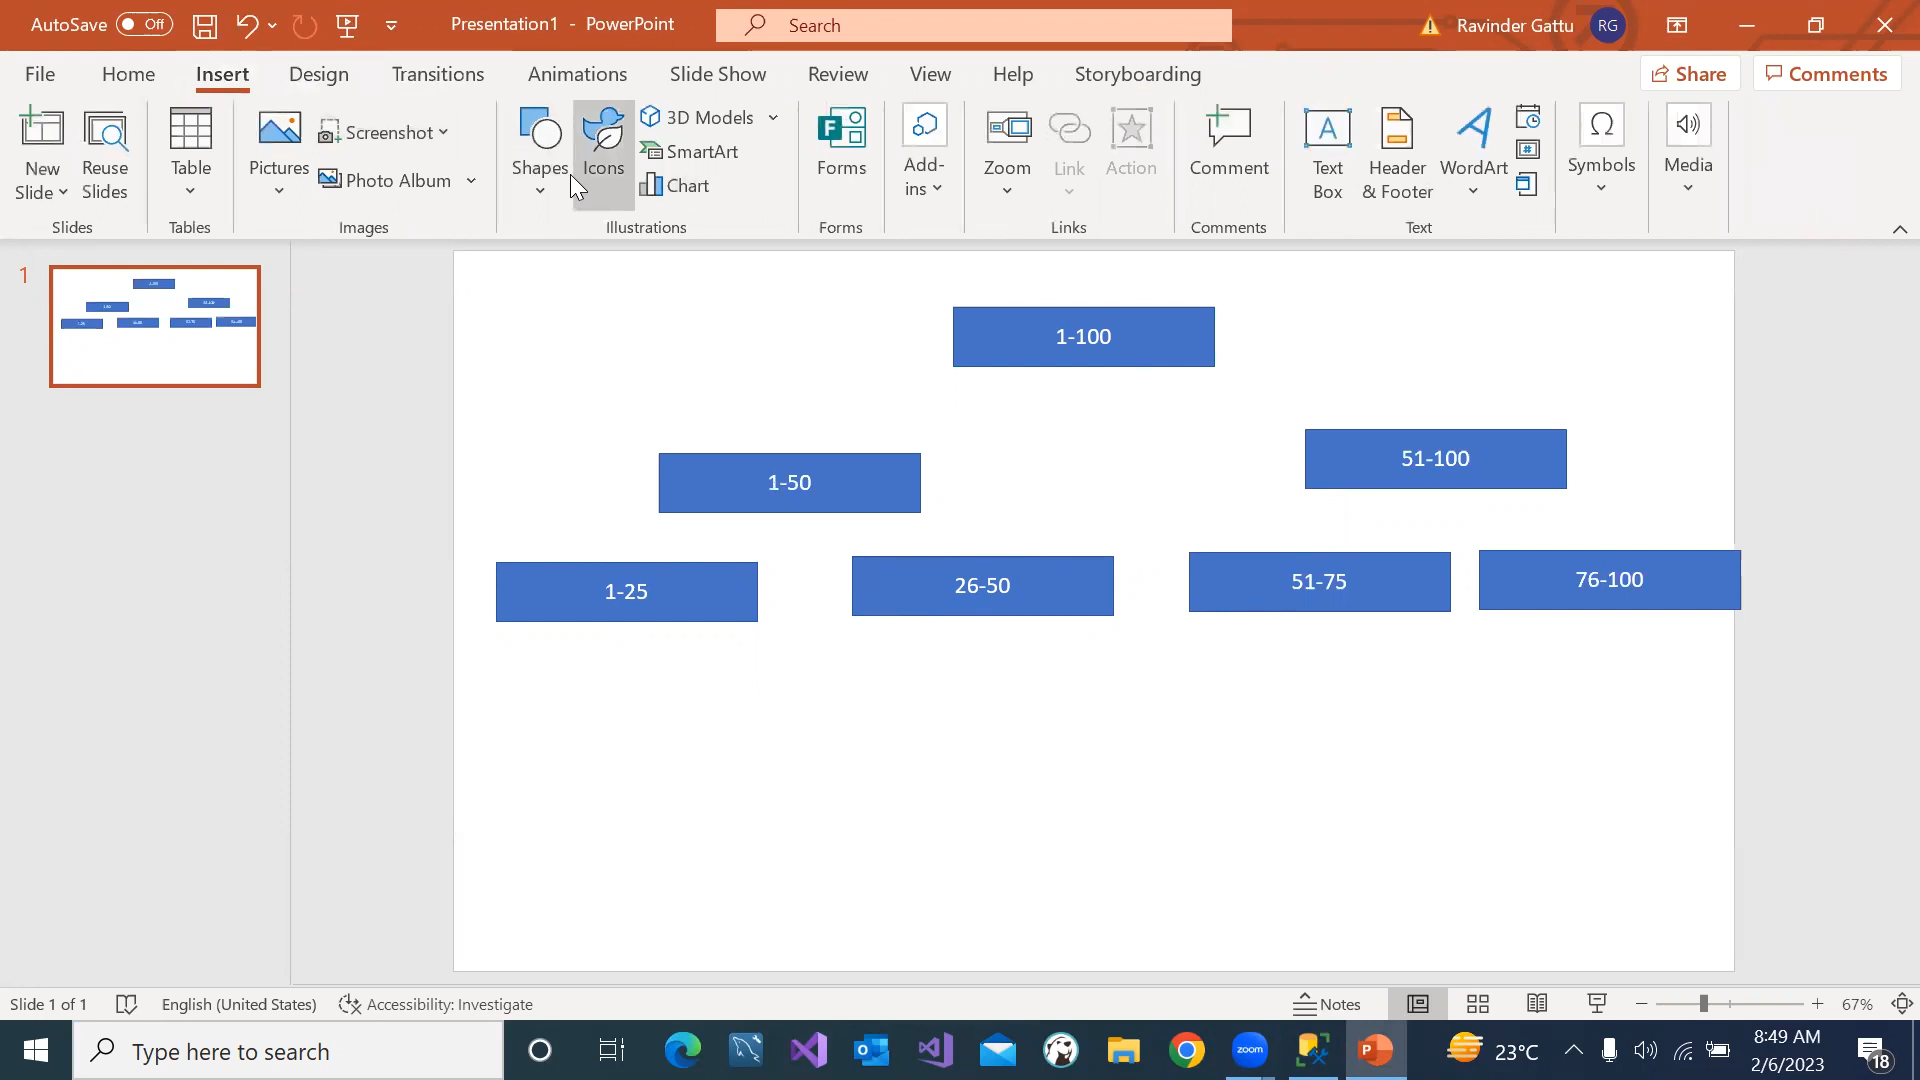 AutoSave Off Presentation1 - PowerPoint Search Ravinder Gattu RG
File Home Insert Design Transitions Animations Slide Show Review View Help Storyboarding Share Comments
New Slide
Reuse Slides
Slides
Table
Tables
Pictures
Screenshot
Photo Album
Images
Shapes
Icons
3D Models
SmartArt
Chart
Illustrations
Forms
Forms
Add-ins
Zoom
Link
Action
Links
Comment
Comments
Text Box
Header & Footer
WordArt
Text
Symbols
Media
1
1-100
1-50
51-100
1-25
26-50
51-75
76-100
Slide 1 of 1 English (United States) Accessibility: Investigate Notes 67%
Type here to search
zoom
23°C
8:49 AM
2/6/2023
18